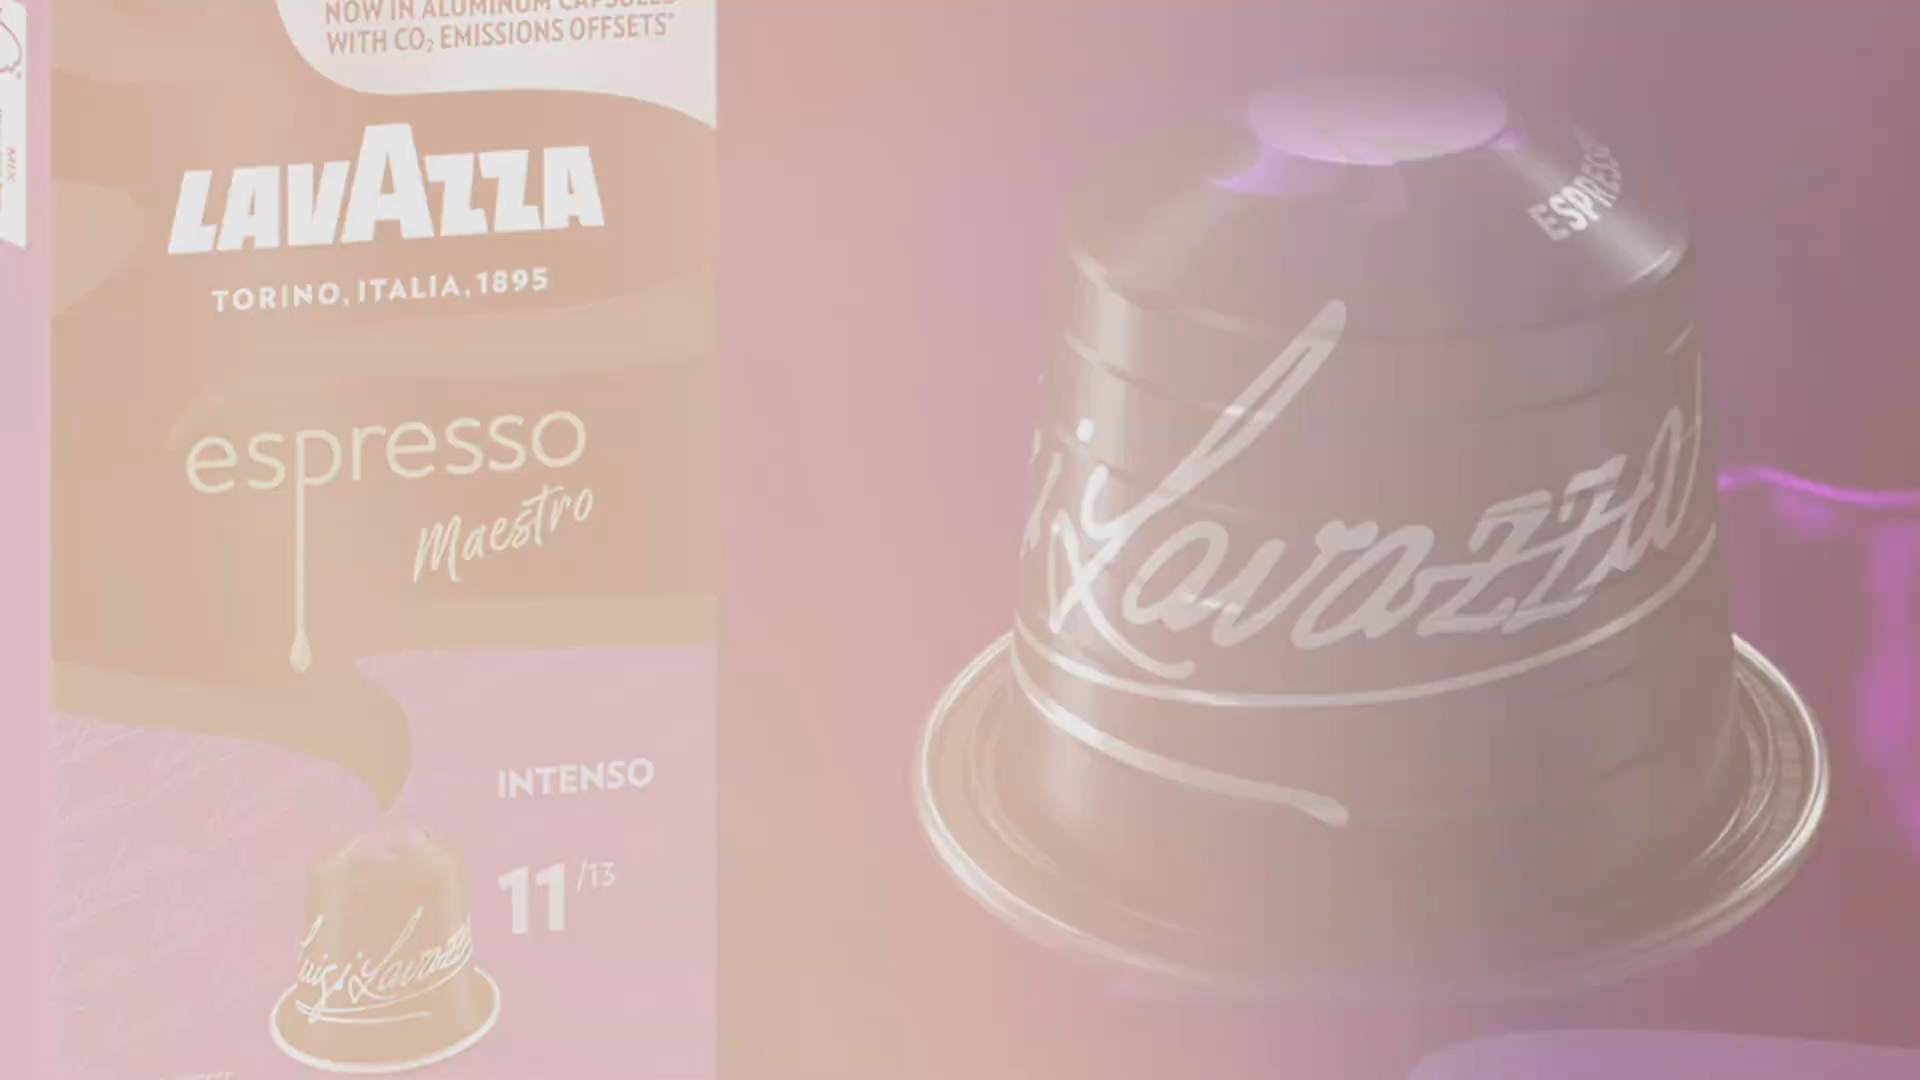 NOW IN ALUMINUM CAPSULES
WITH CO₂ EMISSIONS OFFSETS*
LAVAZZA
TORINO, ITALIA, 1895
espresso
Maestro
INTENSO
11/13
Luigi Lavazza
ESPRESSO
Lavazza
MIX